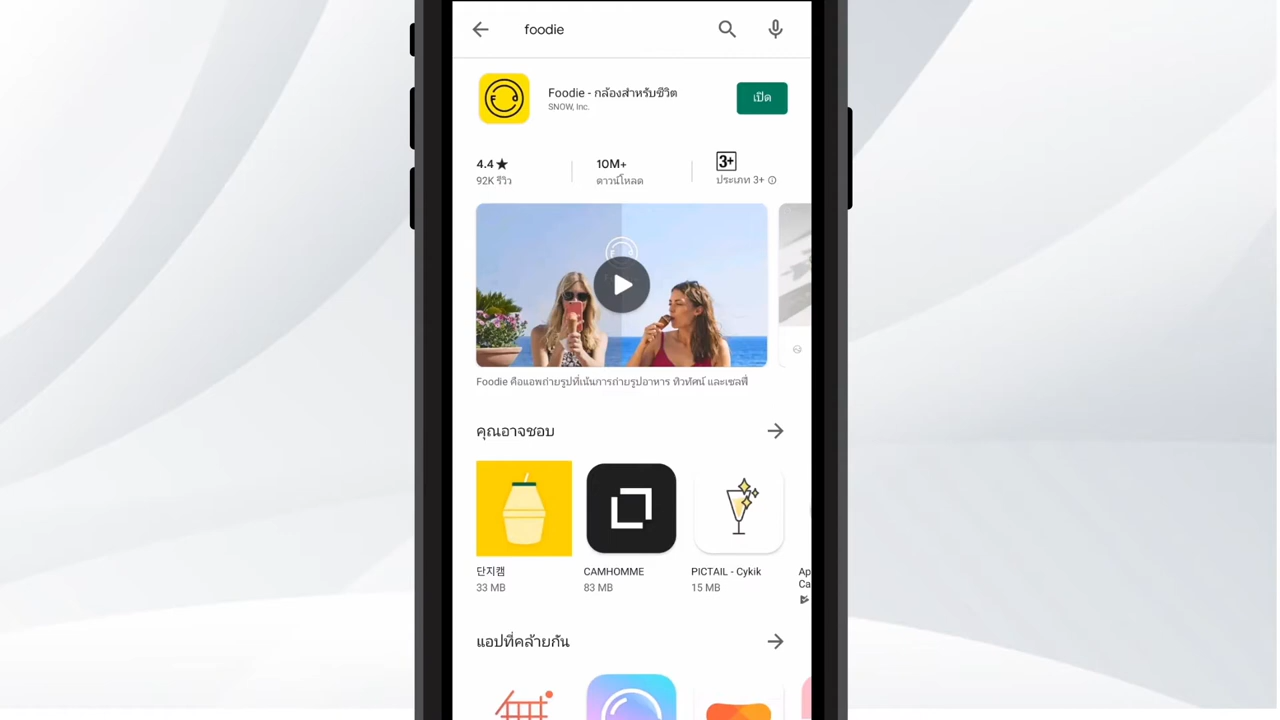 foodie
Foodie - กล้องสำหรับชีวิต
SNOW, Inc.
เปิด
4.4★
92K รีวิว
10M+
ดาวน์โหลด
3+
ประเภท 3+
Foodie คือแอพถ่ายรูปที่เน้นการถ่ายรูปอาหาร ทิวทัศน์ และเซลฟี่
คุณอาจชอบ
단지캠
33 MB
CAMHOMME
83 MB
PICTAIL - Cykik
15 MB
Ap
Ca
แอปที่คล้ายกัน